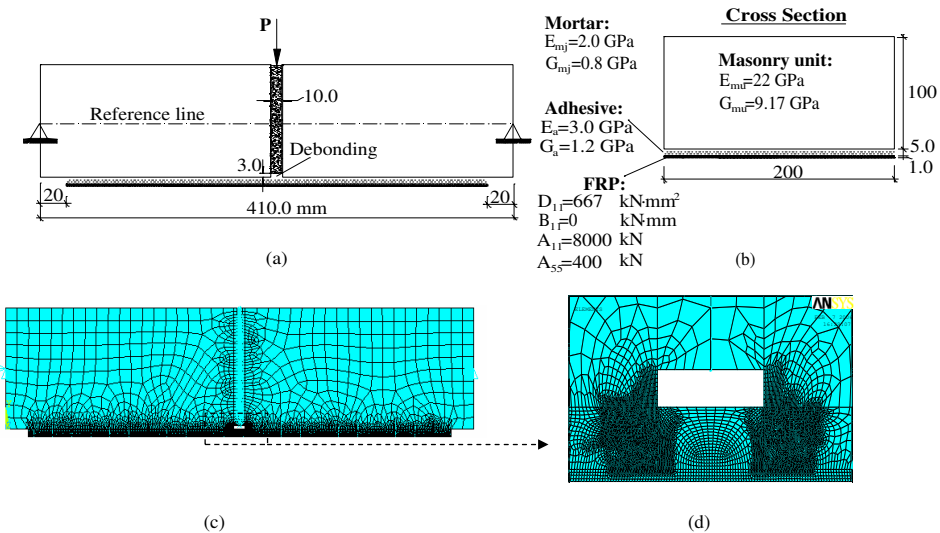 P
10.0
Reference line
3.0
Debonding
20
20
410.0 mm
(a)
Mortar:
Emj=2.0 GPa
Gmj=0.8 GPa
Adhesive:
Ea=3.0 GPa
Ga=1.2 GPa
FRP:
D11=667 kN·mm²
B11=0 kN·mm
A11=8000 kN
A55=400 kN
Cross Section
Masonry unit:
Emu=22 GPa
Gmu=9.17 GPa
100
5.0
1.0
200
(b)
(c)
ANSYS
(d)